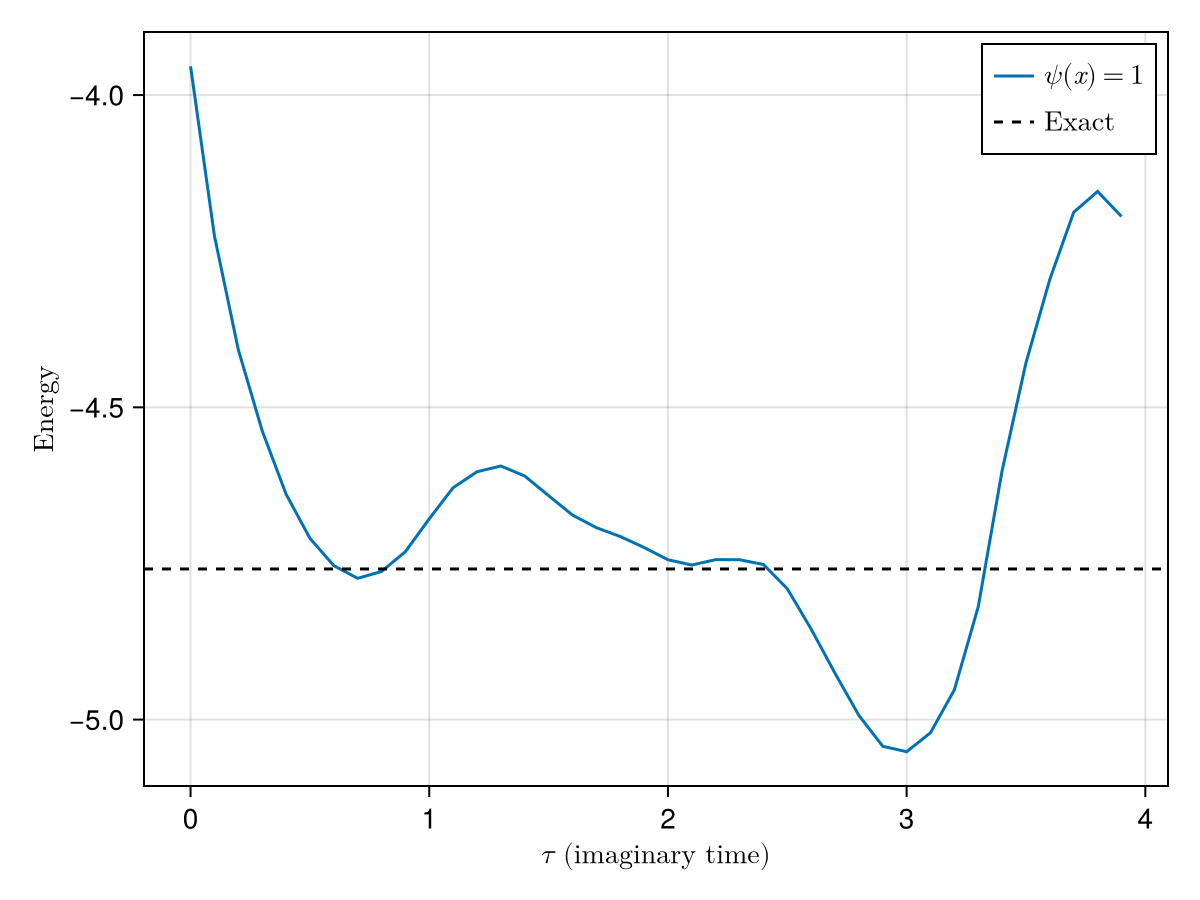 ψ(x) = 1
Exact
−4.0
−4.5
−5.0
Energy
0 1 2 3 4
τ (imaginary time)